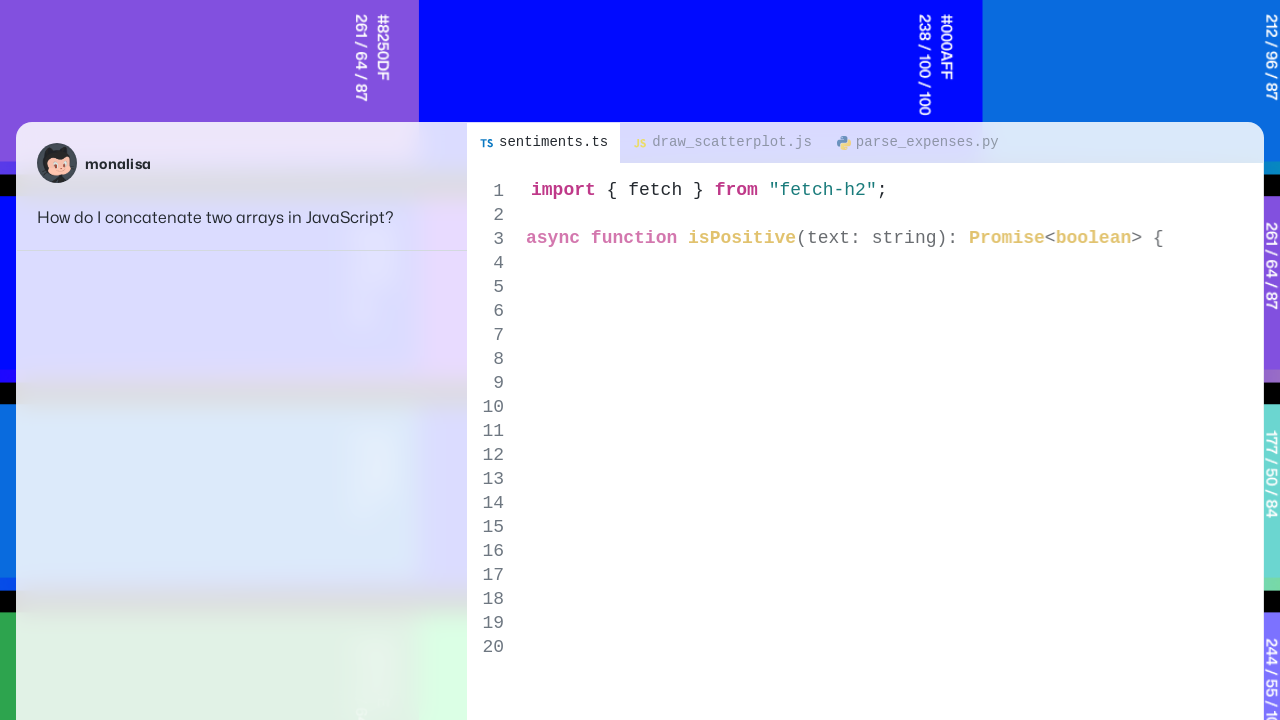 #8250DF
261 / 64 / 87
#000AFF
238 / 100 / 100
212 / 96 / 87
monalisa
How do I concatenate two arrays in JavaScript?
TS sentiments.ts
JS draw_scatterplot.js
parse_expenses.py
1 import { fetch } from "fetch-h2";
2
3 async function isPositive(text: string): Promise<boolean> {
4
5
6
7
8
9
10
11
12
13
14
15
16
17
18
19
20
261 / 64 / 87
177 / 50 / 84
244 / 55 /